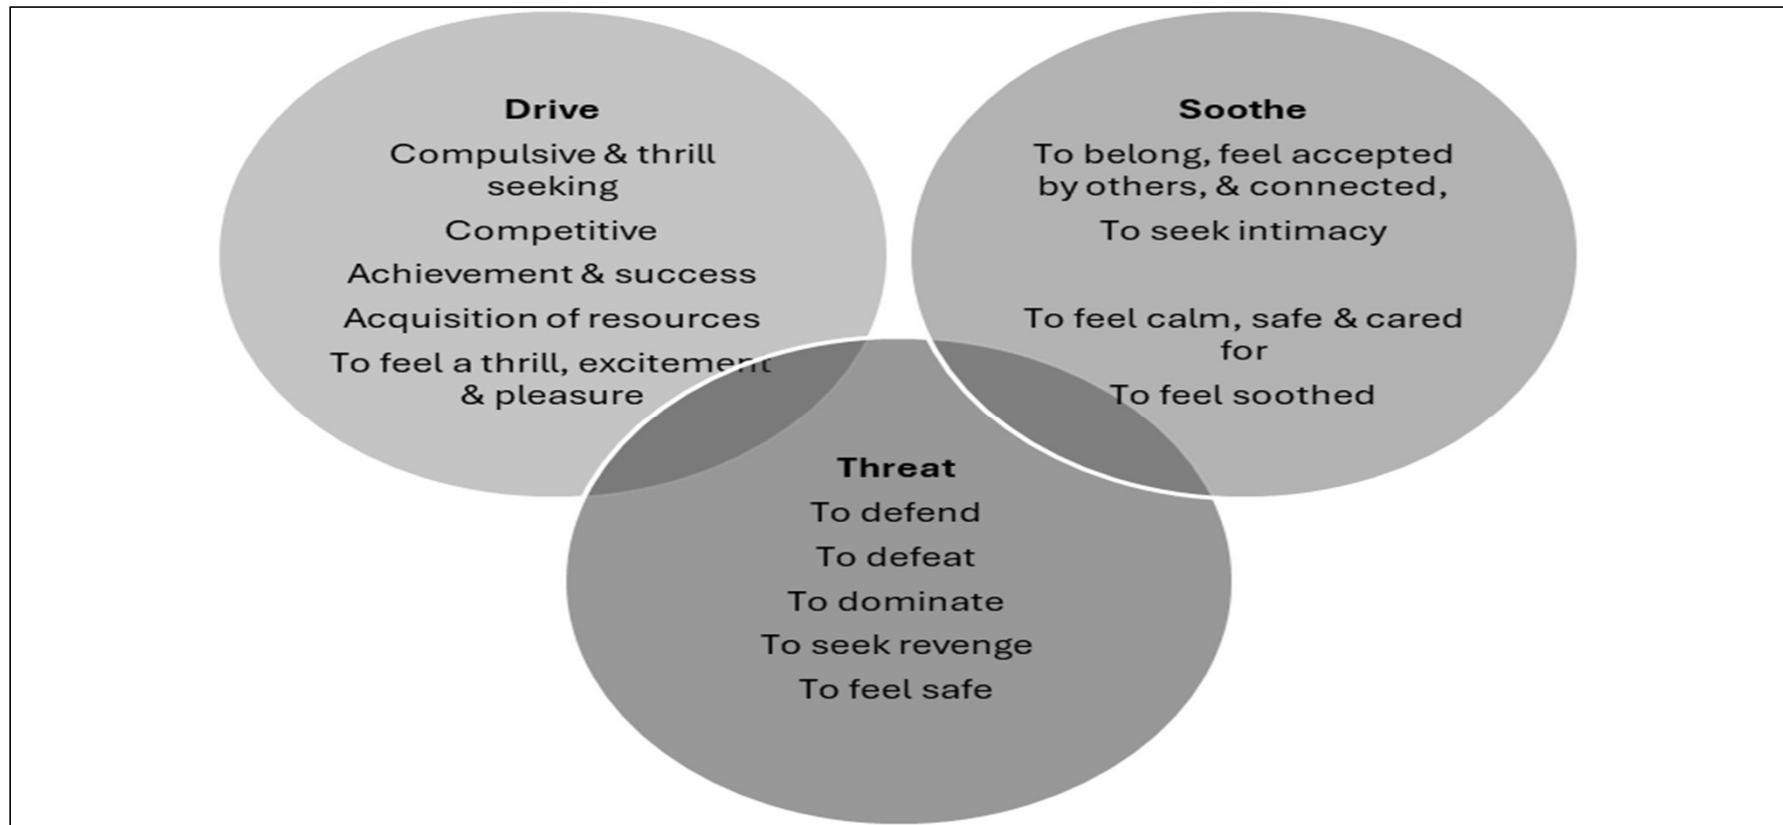 Drive
Compulsive & thrill
seeking
Competitive
Achievement & success
Acquisition of resources
To feel a thrill, excitement
& pleasure
Soothe
To belong, feel accepted
by others, & connected,
To seek intimacy
To feel calm, safe & cared
for
To feel soothed
Threat
To defend
To defeat
To dominate
To seek revenge
To feel safe